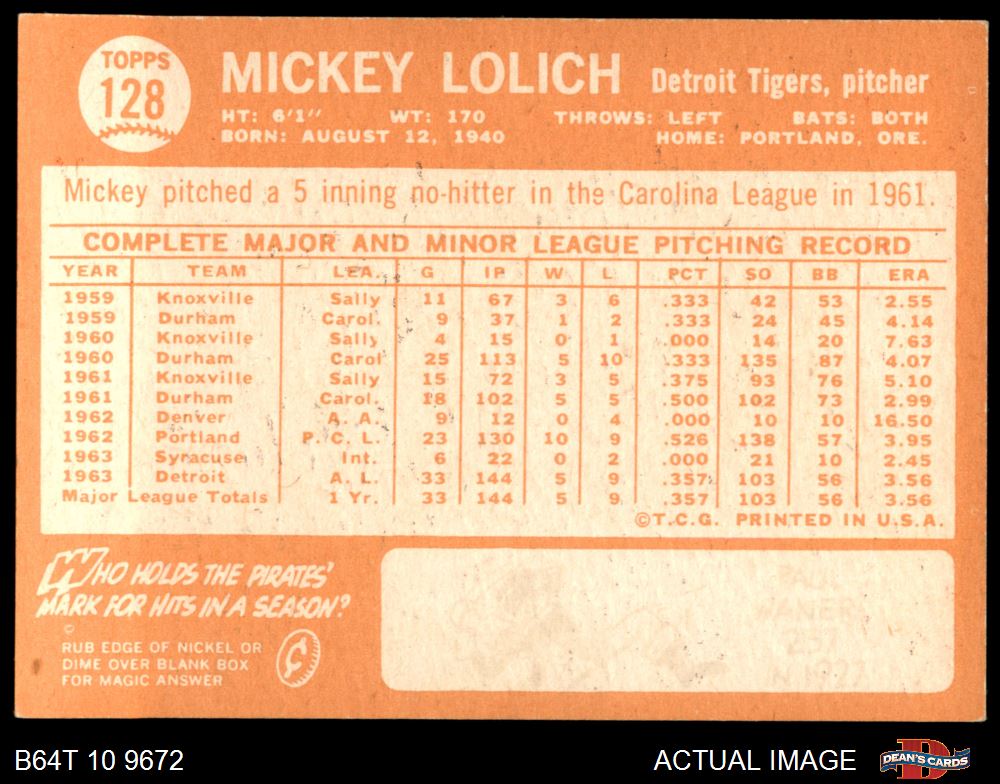 TOPPS
128
MICKEY LOLICH Detroit Tigers, pitcher
HT: 6'1" WT: 170 THROWS: LEFT BATS: BOTH
BORN: AUGUST 12, 1940 HOME: PORTLAND, ORE.
Mickey pitched a 5 inning no-hitter in the Carolina League in 1961.
COMPLETE MAJOR AND MINOR LEAGUE PITCHING RECORD
YEAR TEAM LEA. G IP W L PCT SO BB ERA
1959 Knoxville Sally 11 67 3 6 .333 42 53 2.55
1959 Durham Carol. 9 37 1 2 .333 24 45 4.14
1960 Knoxville Sally 4 15 0 1 .000 14 20 7.63
1960 Durham Carol 25 113 5 10 .333 135 87 4.07
1961 Knoxville Sally 15 72 3 5 .375 93 76 5.10
1961 Durham Carol. 18 102 5 5 .500 102 73 2.99
1962 Denver A. A. 9 12 0 4 .000 10 10 16.50
1962 Portland P. C. L. 23 130 10 9 .526 138 57 3.95
1963 Syracuse Int. 6 22 0 2 .000 21 10 2.45
1963 Detroit A. L. 33 144 5 9 .357 103 56 3.56
Major League Totals 1 Yr. 33 144 5 9 .357 103 56 3.56
©T.C.G. PRINTED IN U.S.A.
WHO HOLDS THE PIRATES'
MARK FOR HITS IN A SEASON?
RUB EDGE OF NICKEL OR
DIME OVER BLANK BOX
FOR MAGIC ANSWER
PAUL
WANER
237
IN 1927
B64T 10 9672 ACTUAL IMAGE DEAN'S CARDS